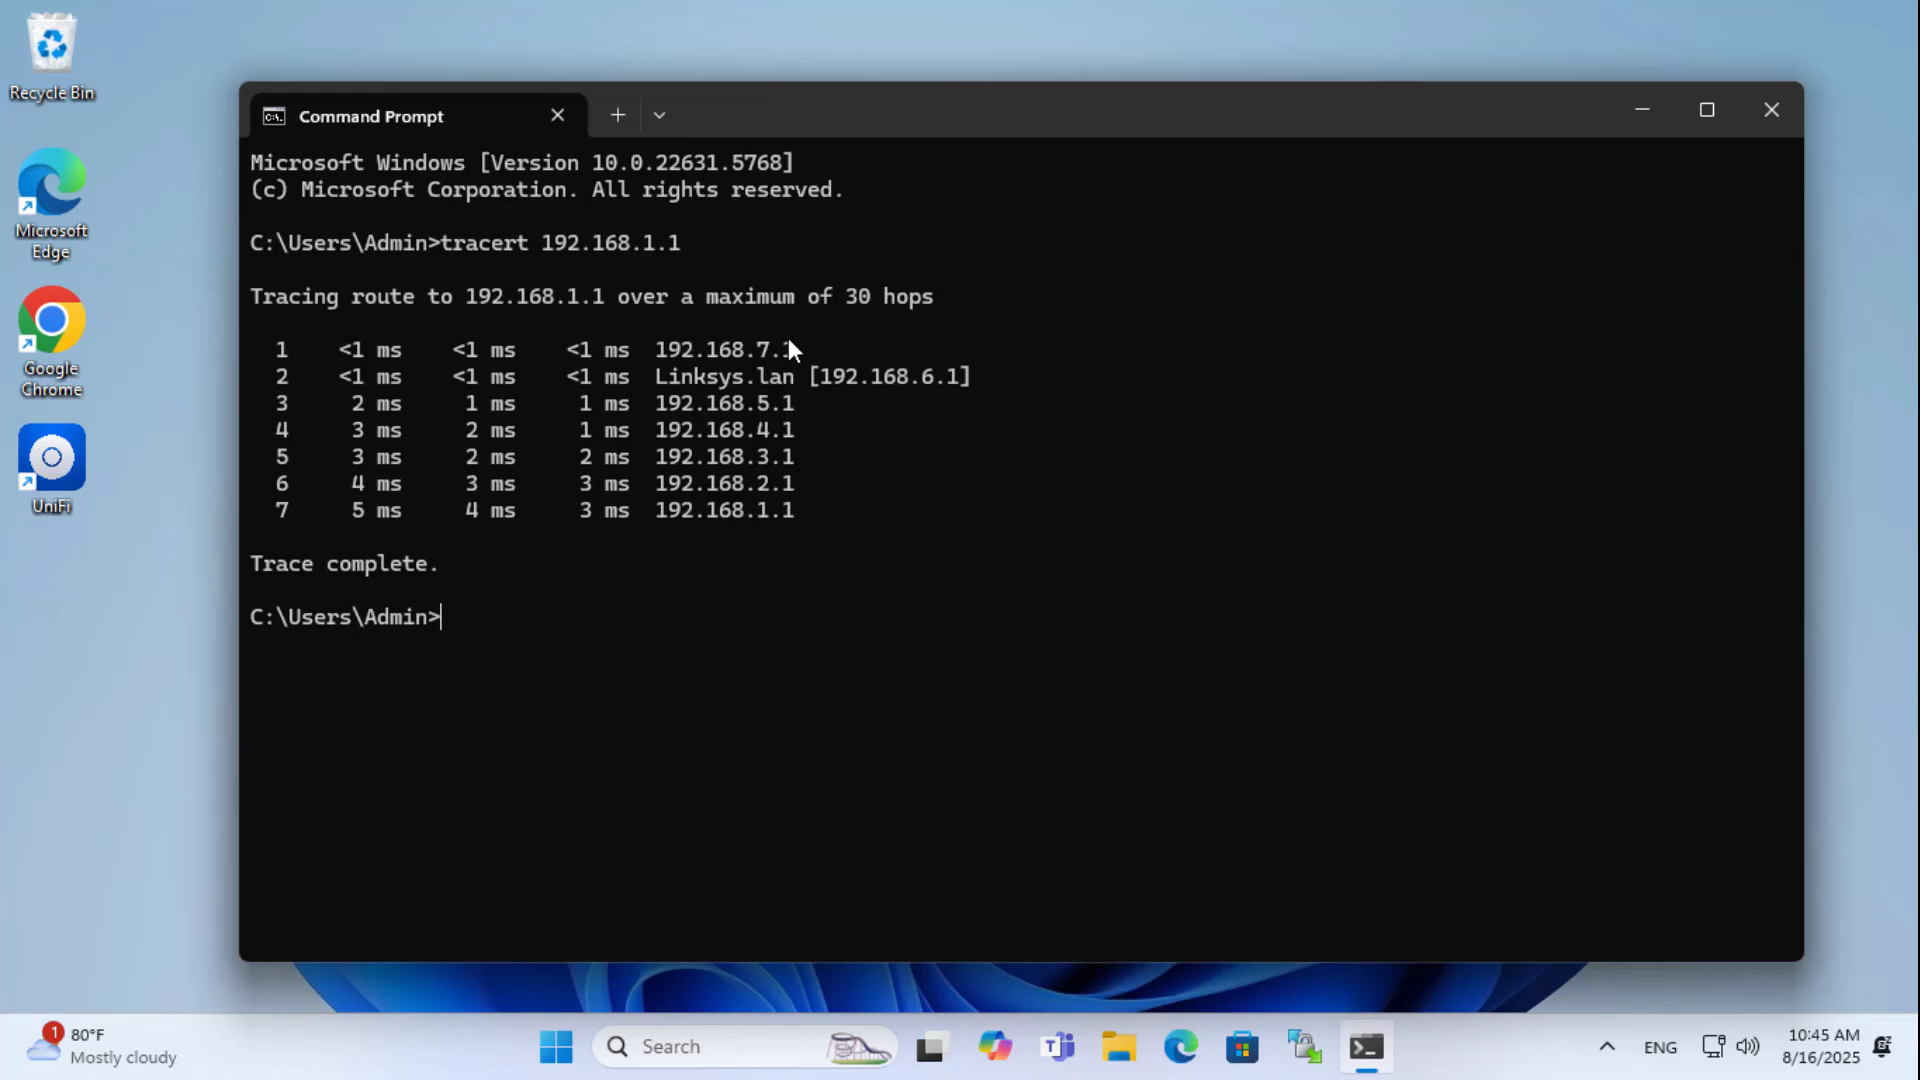 Recycle Bin
Microsoft
Edge
Google
Chrome
UniFi
Command Prompt
Microsoft Windows [Version 10.0.22631.5768]
(c) Microsoft Corporation. All rights reserved.
C:\Users\Admin>tracert 192.168.1.1
Tracing route to 192.168.1.1 over a maximum of 30 hops
1 <1 ms <1 ms <1 ms 192.168.7.1
2 <1 ms <1 ms <1 ms Linksys.lan [192.168.6.1]
3 2 ms 1 ms 1 ms 192.168.5.1
4 3 ms 2 ms 1 ms 192.168.4.1
5 3 ms 2 ms 2 ms 192.168.3.1
6 4 ms 3 ms 3 ms 192.168.2.1
7 5 ms 4 ms 3 ms 192.168.1.1
Trace complete.
C:\Users\Admin>
1
80°F
Mostly cloudy
Search
ENG
10:45 AM
8/16/2025